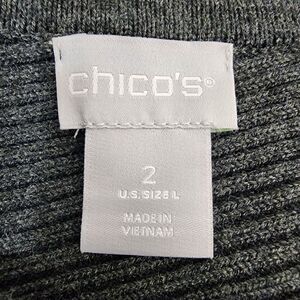 chico's®
2
U.S. SIZE L
MADE IN
VIETNAM